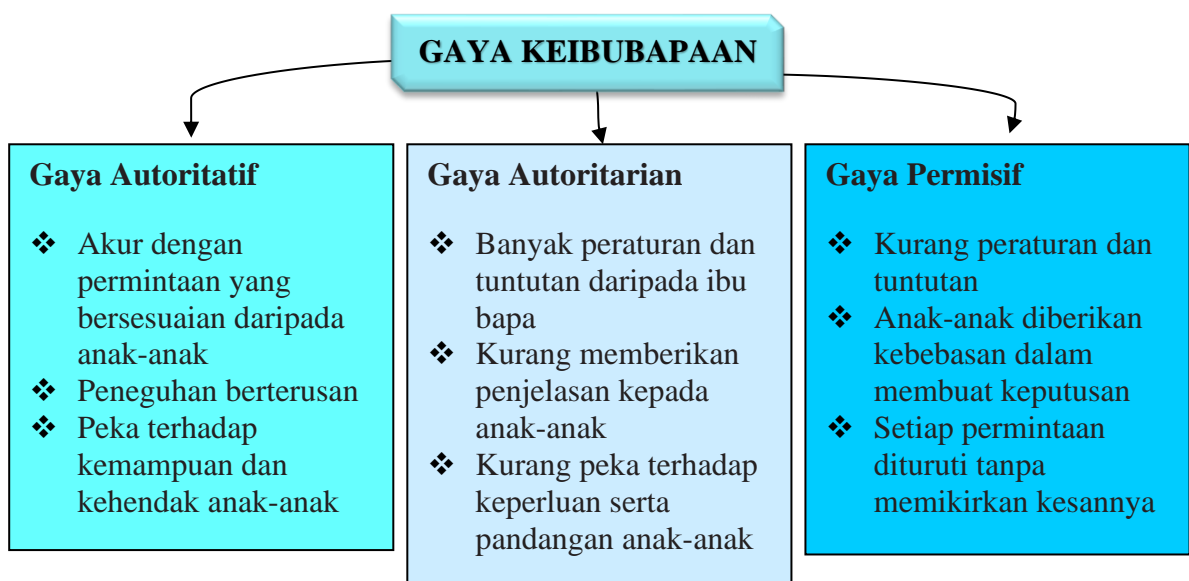 GAYA KEIBUBAPAAN
Gaya Autoritatif
❖ Akur dengan
permintaan yang
bersesuaian daripada
anak-anak
❖ Peneguhan berterusan
❖ Peka terhadap
kemampuan dan
kehendak anak-anak
Gaya Autoritarian
❖ Banyak peraturan dan
tuntutan daripada ibu
bapa
❖ Kurang memberikan
penjelasan kepada
anak-anak
❖ Kurang peka terhadap
keperluan serta
pandangan anak-anak
Gaya Permisif
❖ Kurang peraturan dan
tuntutan
❖ Anak-anak diberikan
kebebasan dalam
membuat keputusan
❖ Setiap permintaan
dituruti tanpa
memikirkan kesannya